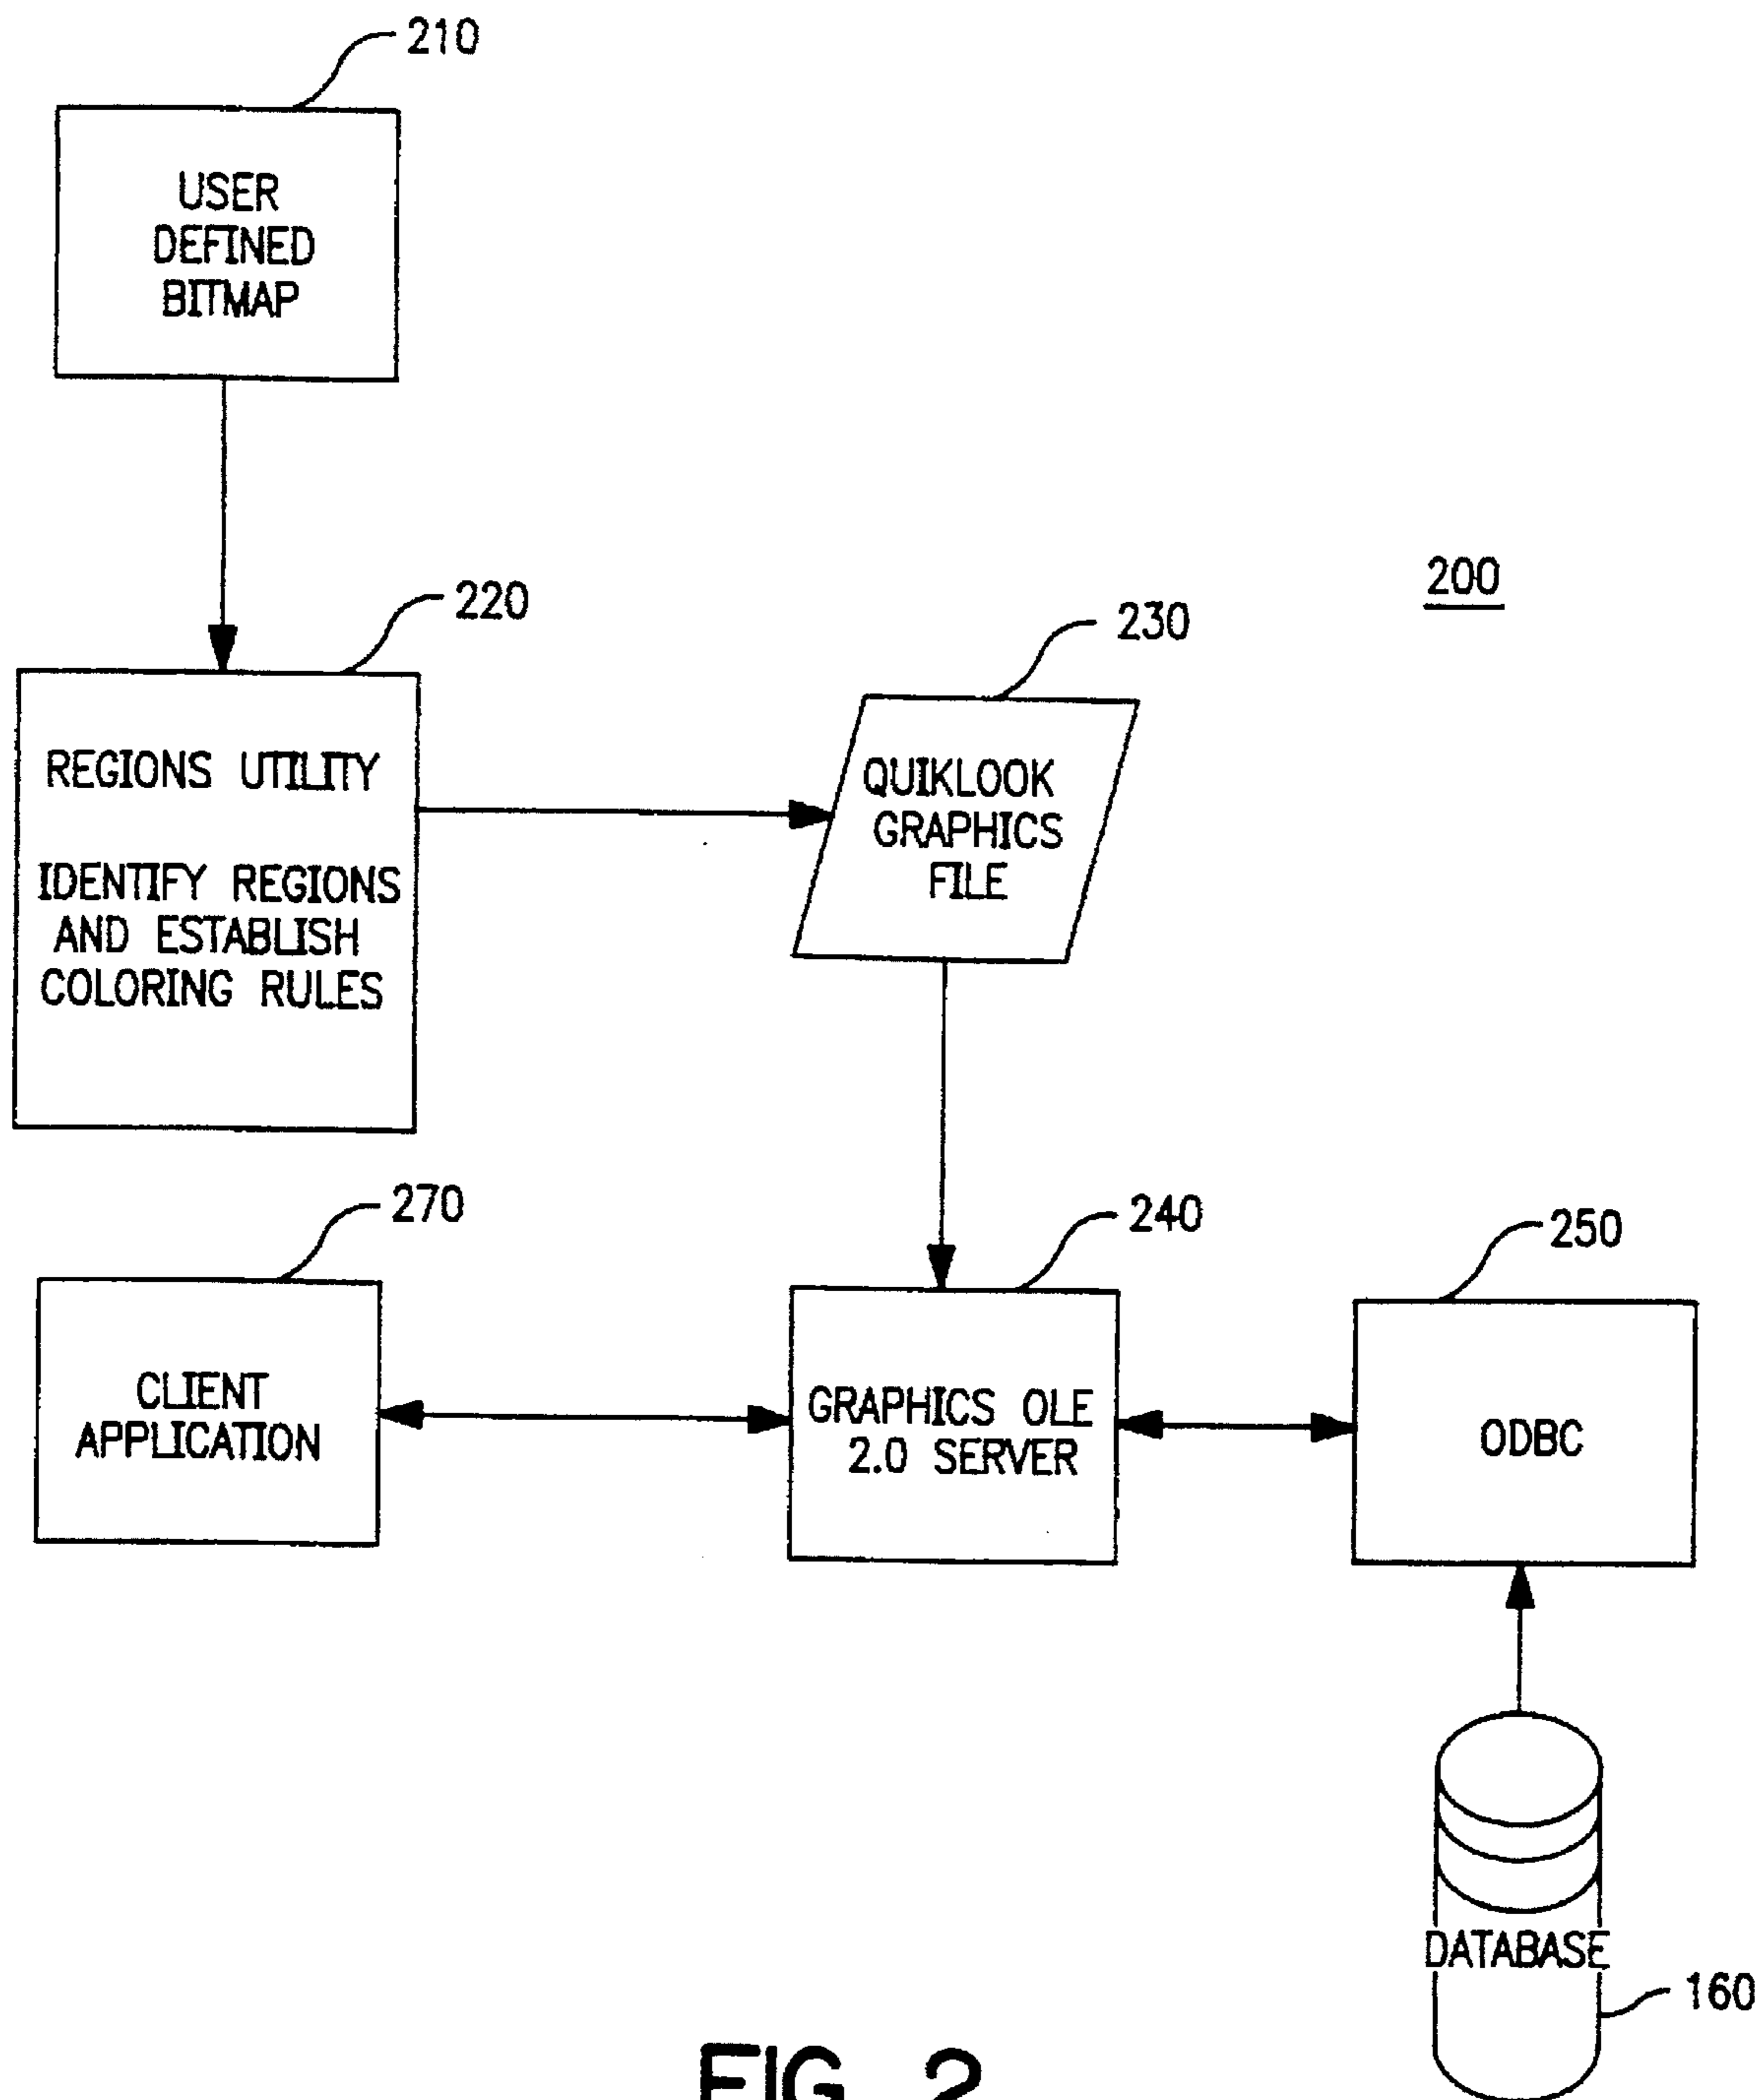 210
USER
DEFINED
BITMAP
200
220
230
REGIONS UTILITY
IDENTIFY REGIONS
AND ESTABLISH
COLORING RULES
QUIKLOOK
GRAPHICS
FILE
270
240
250
CLIENT
APPLICATION
GRAPHICS OLE
2.0 SERVER
ODBC
DATABASE
160
FIG. 2